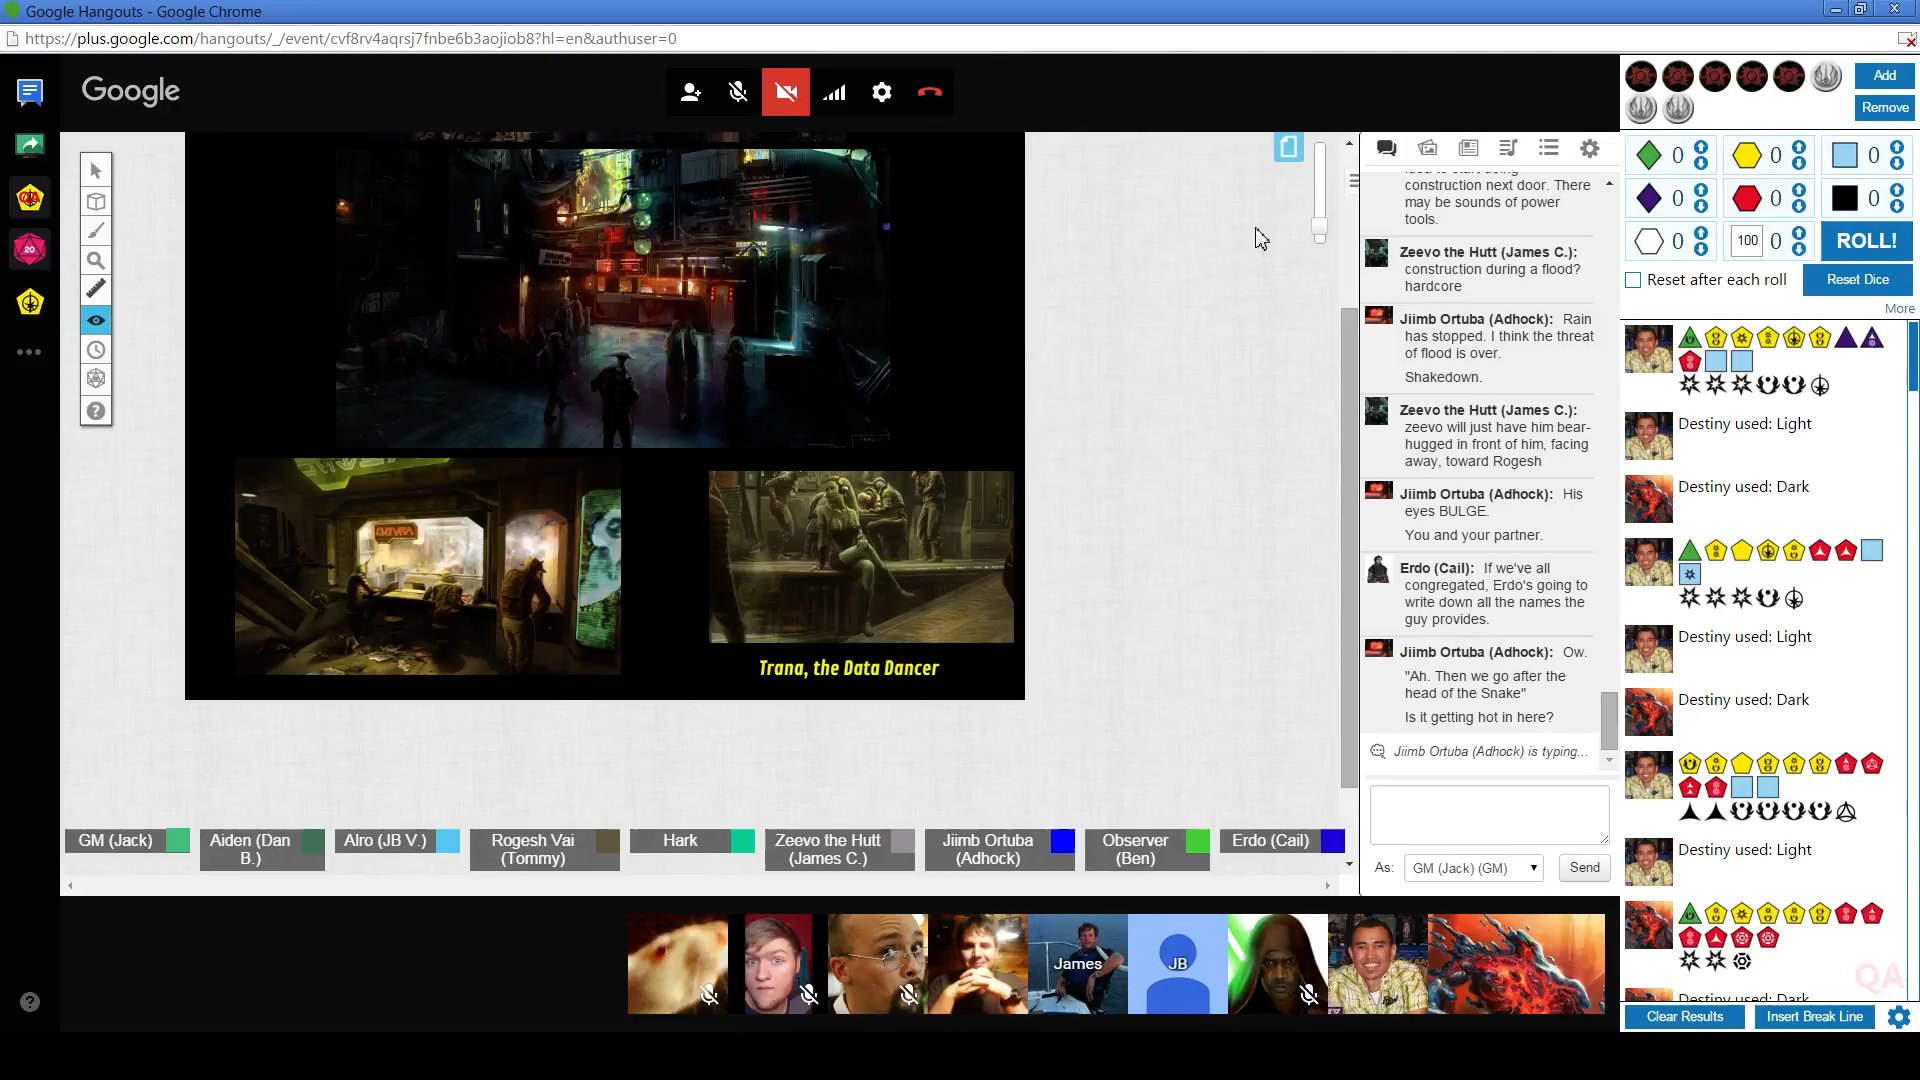 Google Hangouts - Google Chrome
https://plus.google.com/hangouts/_/event/cvf8rv4aqrsj7fnbe6b3aojiob8?hl=en&authuser=0
Google
Trana, the Data Dancer
GM (Jack)
Aiden (Dan
B.)
Alro (JB V.)
Rogesh Vai
(Tommy)
Hark
Zeevo the Hutt
(James C.)
Jiimb Ortuba
(Adhock)
Observer
(Ben)
Erdo (Cail)
construction next door. There
may be sounds of power
tools.
Zeevo the Hutt (James C.):
construction during a flood?
hardcore
Jiimb Ortuba (Adhock): Rain
has stopped. I think the threat
of flood is over.
Shakedown.
Zeevo the Hutt (James C.):
zeevo will just have him bear-
hugged in front of him, facing
away, toward Rogesh
Jiimb Ortuba (Adhock): His
eyes BULGE.
You and your partner.
Erdo (Cail): If we've all
congregated, Erdo's going to
write down all the names the
guy provides.
Jiimb Ortuba (Adhock): Ow.
"Ah. Then we go after the
head of the Snake"
Is it getting hot in here?
Jiimb Ortuba (Adhock) is typing...
As:
GM (Jack) (GM)
Send
James
JB
Add
Remove
0
0
0
0
0
0
0
100
0
ROLL!
Reset after each roll
Reset Dice
More
Destiny used: Light
Destiny used: Dark
Destiny used: Light
Destiny used: Dark
Destiny used: Light
Destiny used: Dark
QA
Clear Results
Insert Break Line
20